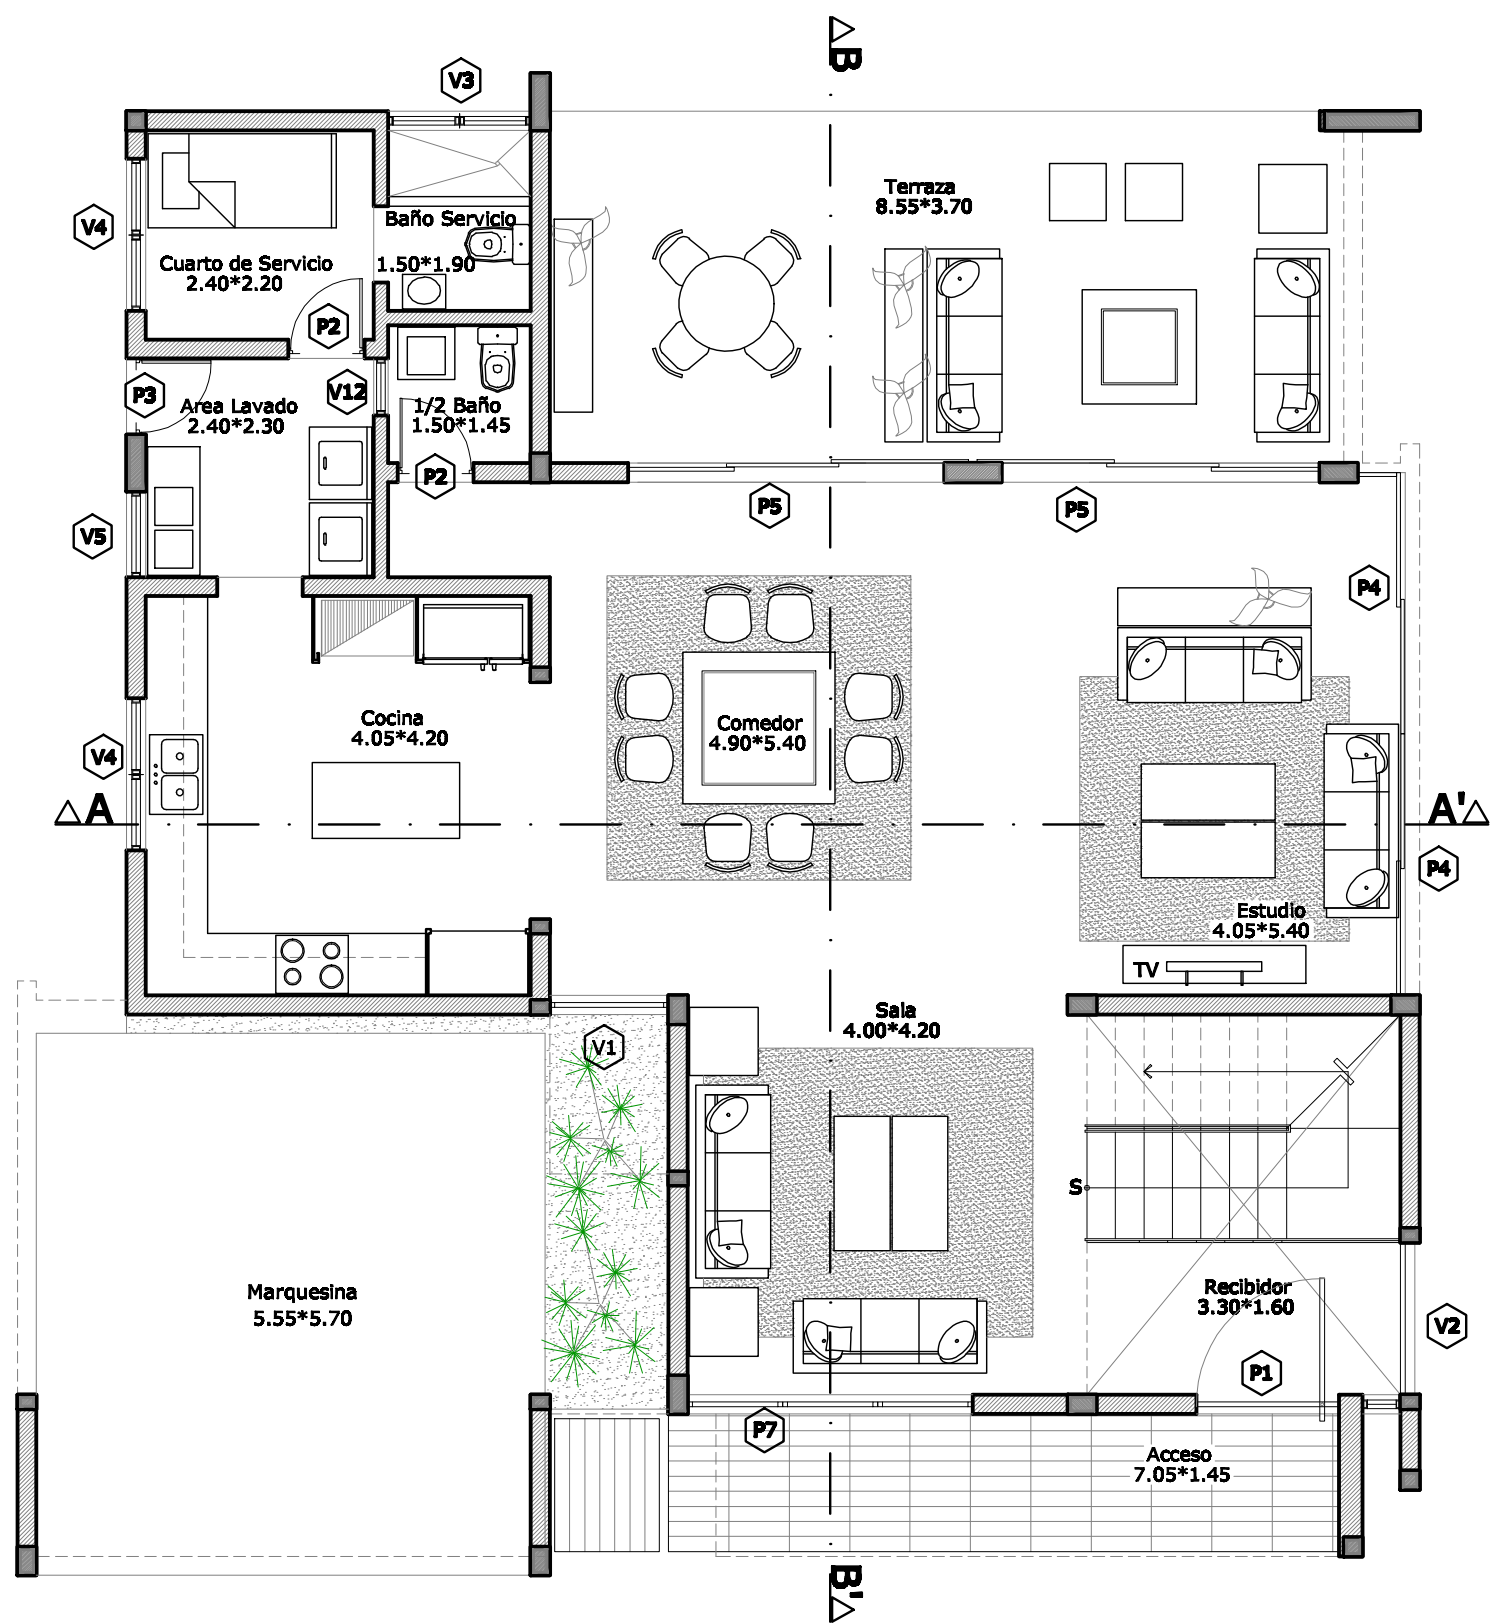 B
V3
Terraza
8.55*3.70
Baño Servicio
V4
Cuarto de Servicio
2.40*2.20
1.50*1.90
P2
P3
V12
Area Lavado
2.40*2.30
1/2 Baño
1.50*1.45
P2
P5
P5
V5
P4
Cocina
4.05*4.20
Comedor
4.90*5.40
V4
A
A'
P4
Estudio
4.05*5.40
TV
Sala
4.00*4.20
V1
S
Marquesina
5.55*5.70
Recibidor
3.30*1.60
V2
P1
P7
Acceso
7.05*1.45
B'